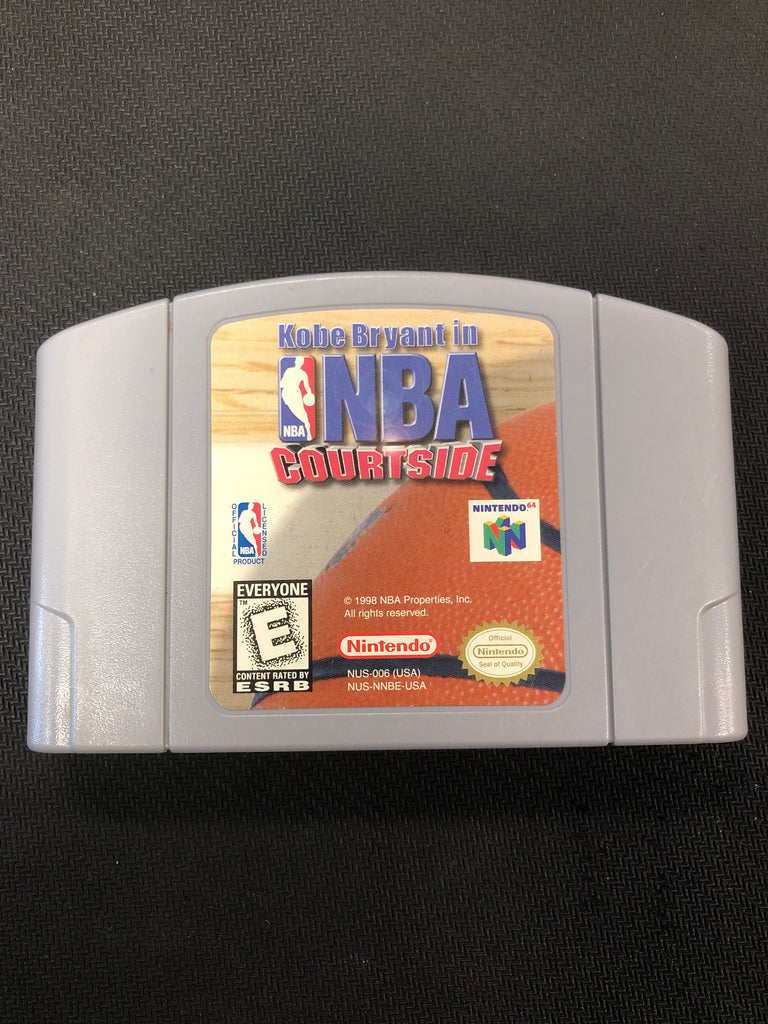 Kobe Bryant in
NBA
NBA
COURTSIDE
OFFICIAL
LICENSED
NBA
PRODUCT
NINTENDO64
EVERYONE
TM
E
CONTENT RATED BY
ESRB
© 1998 NBA Properties, Inc.
All rights reserved.
Nintendo®
NUS-006 (USA)
NUS-NNBE-USA
Official
Nintendo
Seal of Quality